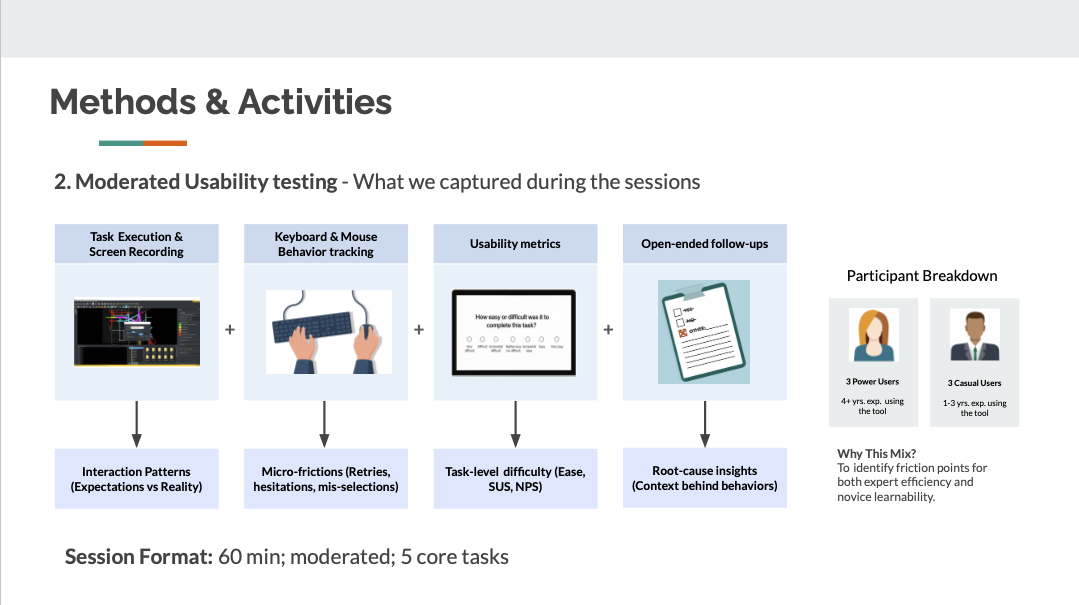 Methods & Activities
2. Moderated Usability testing - What we captured during the sessions
Task Execution &
Screen Recording
Keyboard & Mouse
Behavior tracking
Usability metrics
Open-ended follow-ups
+
+
+
How easy or difficult was it to
complete this task?
OTHER:
Interaction Patterns
(Expectations vs Reality)
Micro-frictions (Retries,
hesitations, mis-selections)
Task-level difficulty (Ease,
SUS, NPS)
Root-cause insights
(Context behind behaviors)
Participant Breakdown
3 Power Users
4+ yrs. exp. using
the tool
3 Casual Users
1-3 yrs. exp. using
the tool
Why This Mix?
To identify friction points for
both expert efficiency and
novice learnability.
Session Format: 60 min; moderated; 5 core tasks